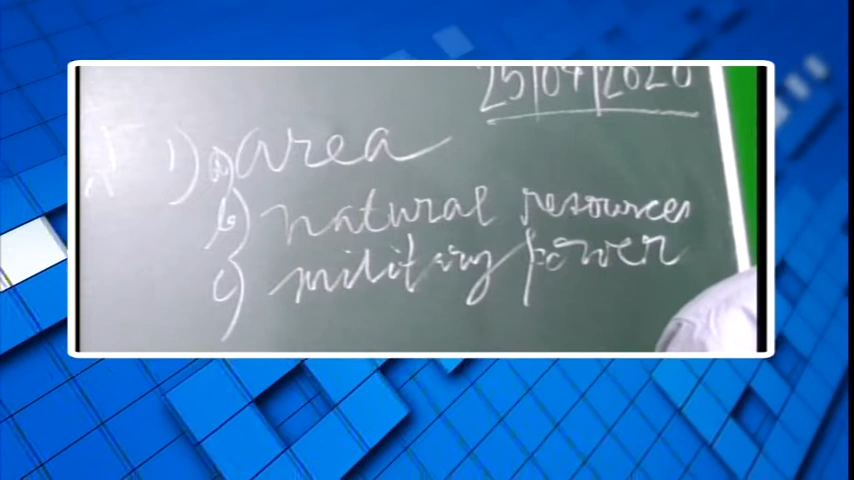 25/04/2020
1) a) area
b) natural resources
c) military power